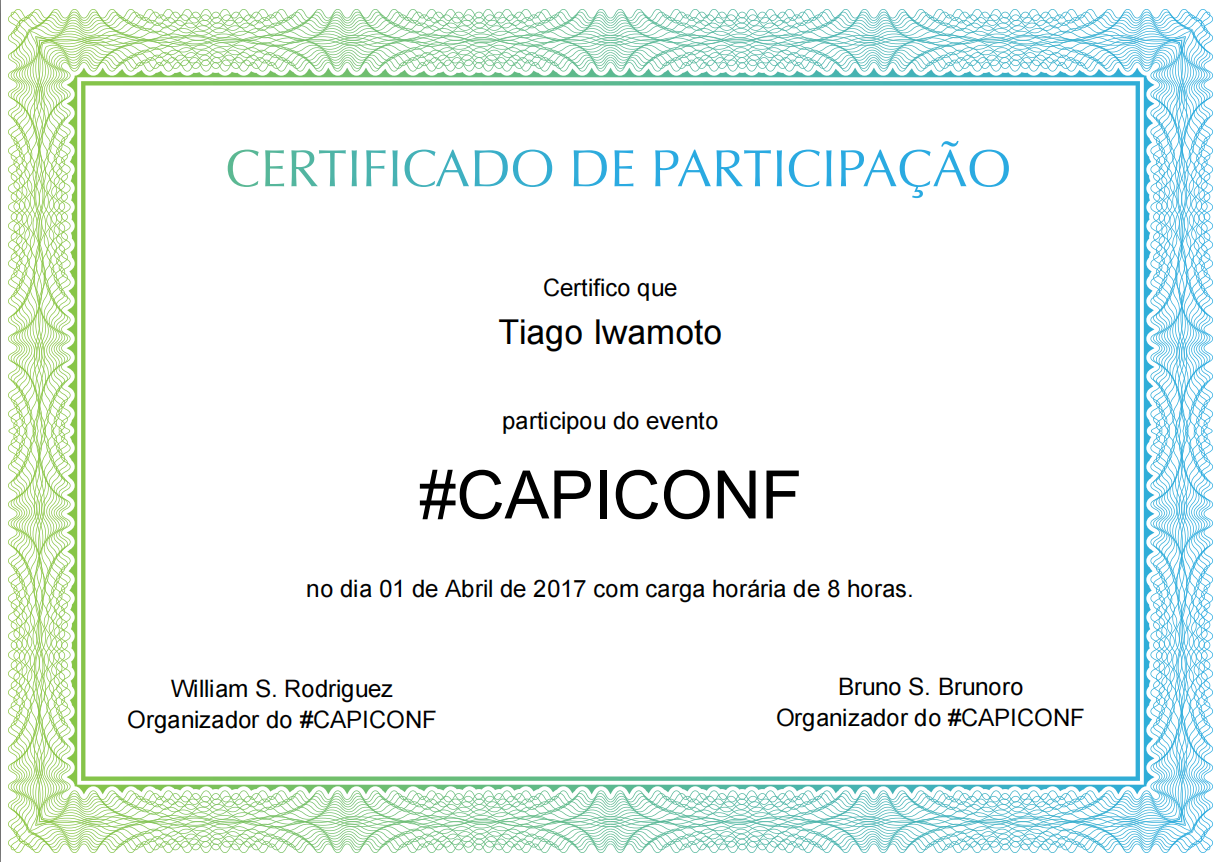 CERTIFICADO DE PARTICIPAÇÃO
Certifico que
Tiago Iwamoto
participou do evento
#CAPICONF
no dia 01 de Abril de 2017 com carga horária de 8 horas.
William S. Rodriguez
Organizador do #CAPICONF
Bruno S. Brunoro
Organizador do #CAPICONF